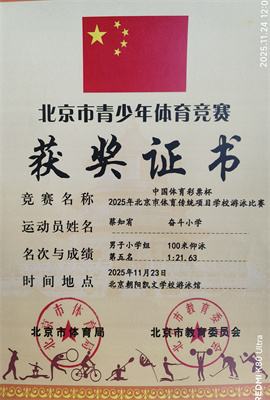 北京市青少年体育竞赛
获奖证书
竞赛名称 中国体育彩票杯
2025年北京市体育传统项目学校游泳比赛
运动员姓名 蔡知寓 奋斗小学
名次与成绩 男子小学组 100米仰泳
第五名 1:21.63
时间地点 2025年11月23日
北京朝阳凯文学校游泳馆
北京市体育局 北京市教育委员会
REDMI K80 Ultra
2025.11.24 12:0